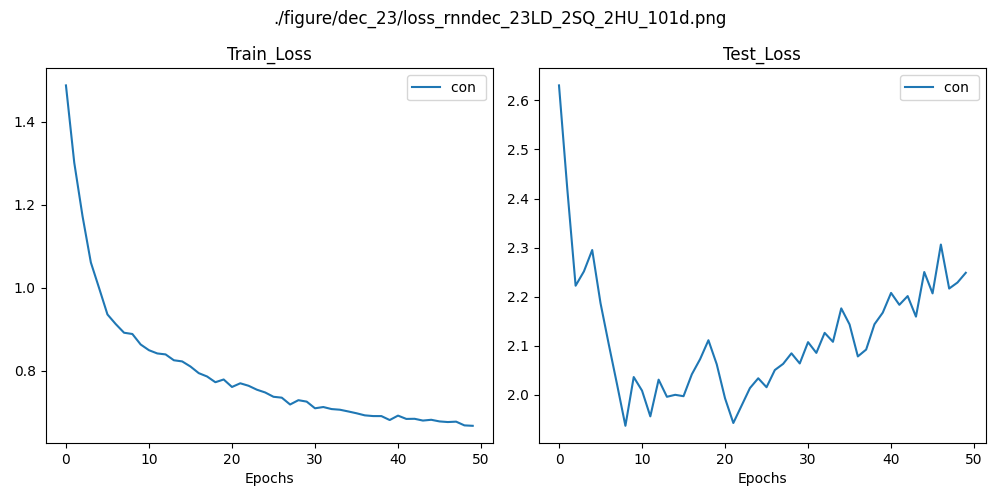 ./figure/dec_23/loss_rnndec_23LD_2SQ_2HU_101d.png
Train_Loss
con
1.4
1.2
1.0
0.8
0 10 20 30 40 50
Epochs
Test_Loss
con
2.6
2.5
2.4
2.3
2.2
2.1
2.0
0 10 20 30 40 50
Epochs